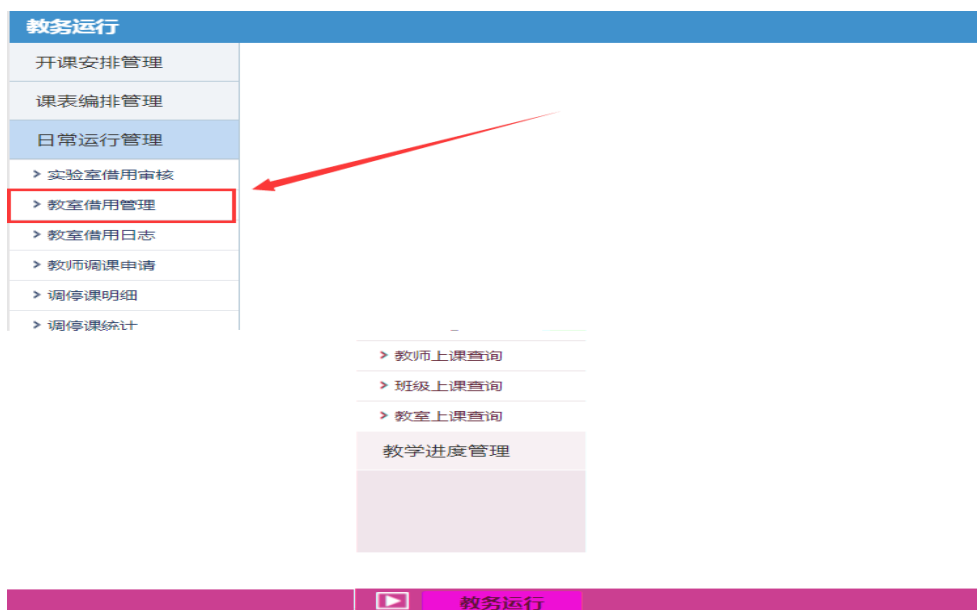 教务运行
开课安排管理
课表编排管理
日常运行管理
> 实验室借用审核
> 教室借用管理
> 教室借用日志
> 教师调课申请
> 调停课明细
> 调停课统计
> 教师上课查询
> 班级上课查询
> 教室上课查询
教学进度管理
教务运行